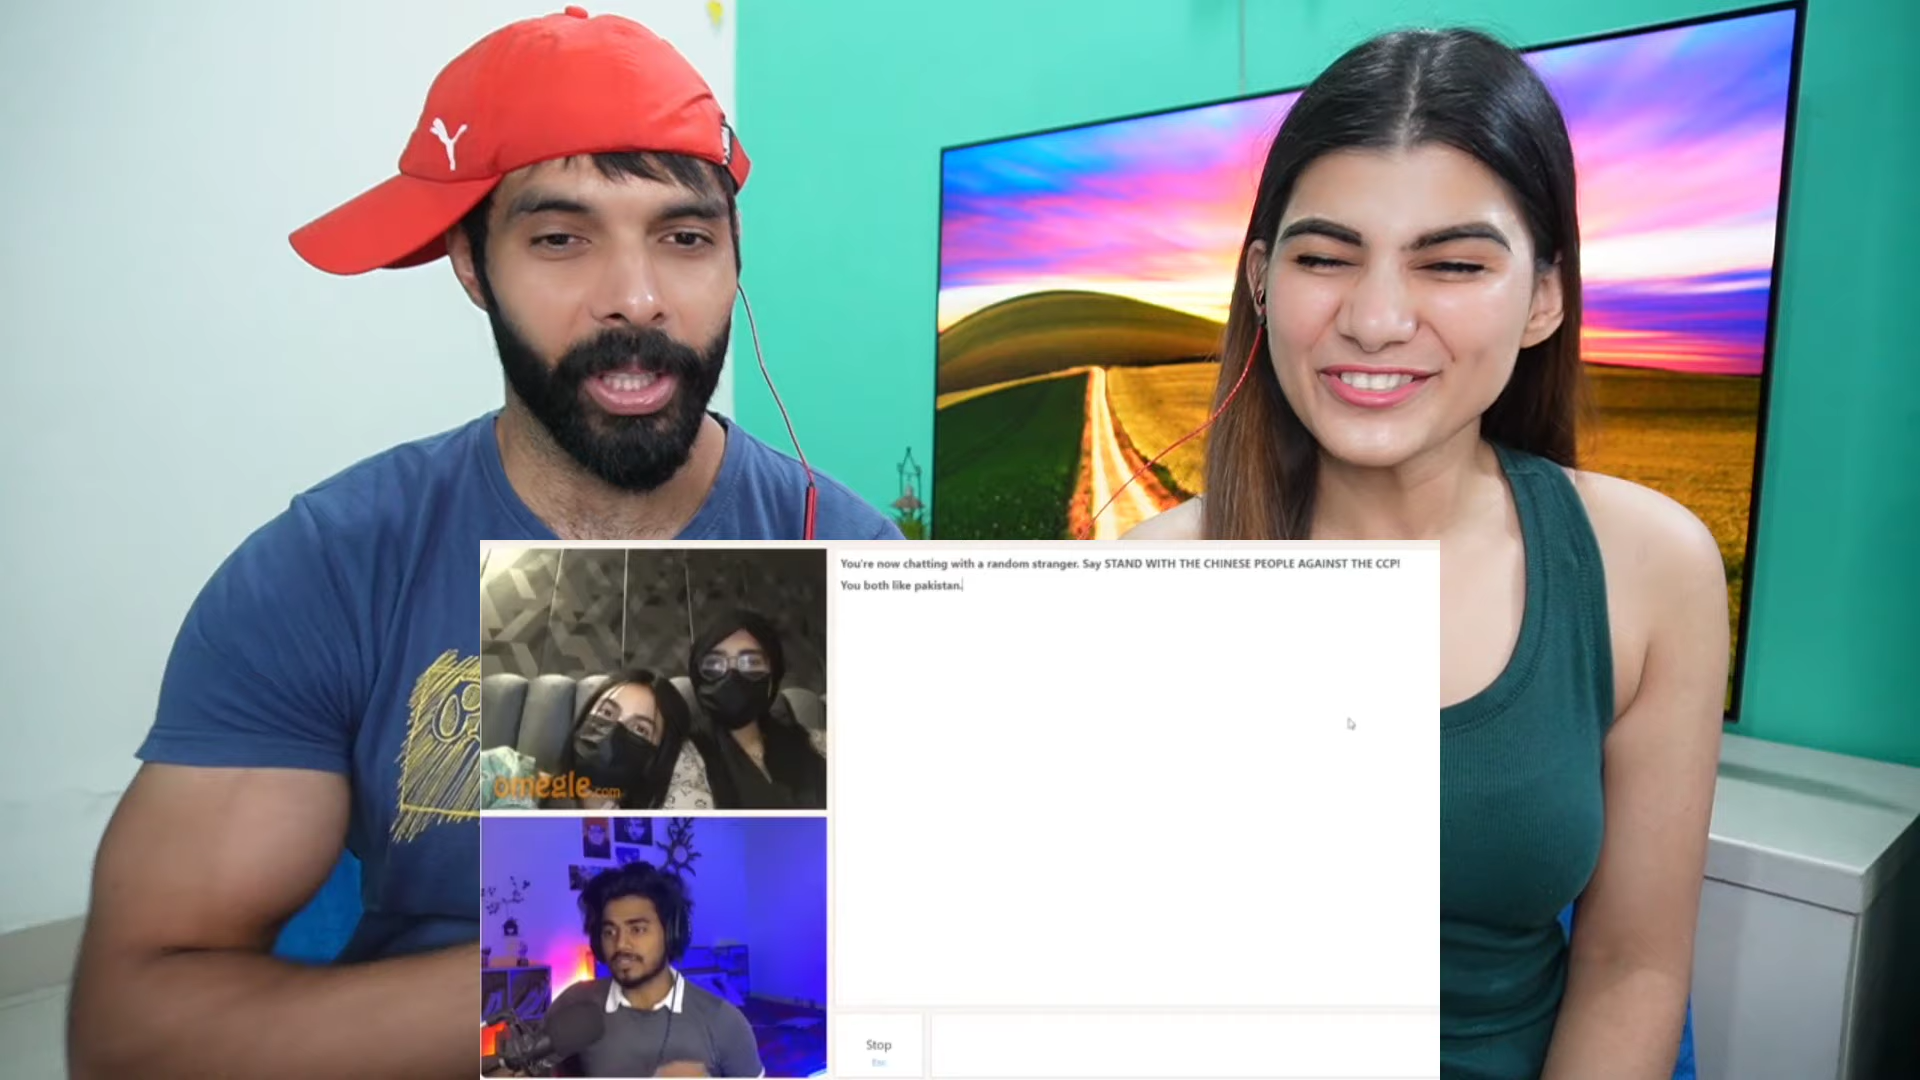 You're now chatting with a random stranger. Say STAND WITH THE CHINESE PEOPLE AGAINST THE CCP!
You both like pakistan.
omegle.com
Stop
Esc